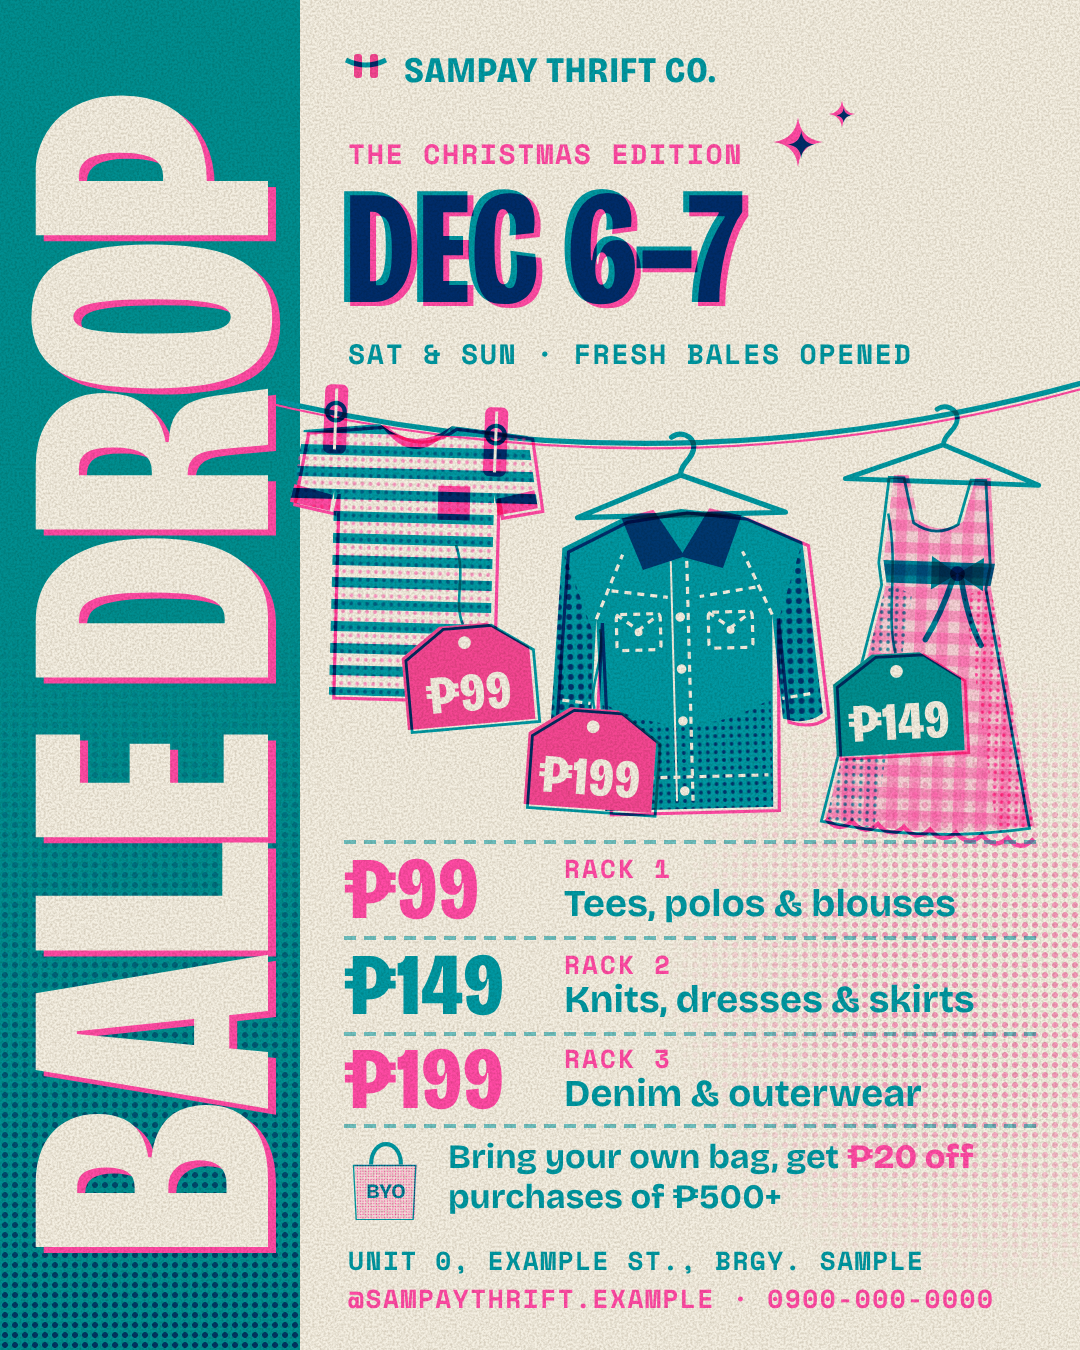 BALE DROP
SAMPAY THRIFT CO.
THE CHRISTMAS EDITION
DEC 6–7
SAT & SUN · FRESH BALES OPENED
₱99
₱199
₱149
₱99
RACK 1
Tees, polos & blouses
₱149
RACK 2
Knits, dresses & skirts
₱199
RACK 3
Denim & outerwear
BYO
Bring your own bag, get ₱20 off
purchases of ₱500+
UNIT 0, EXAMPLE ST., BRGY. SAMPLE
@SAMPAYTHRIFT.EXAMPLE · 0900-000-0000